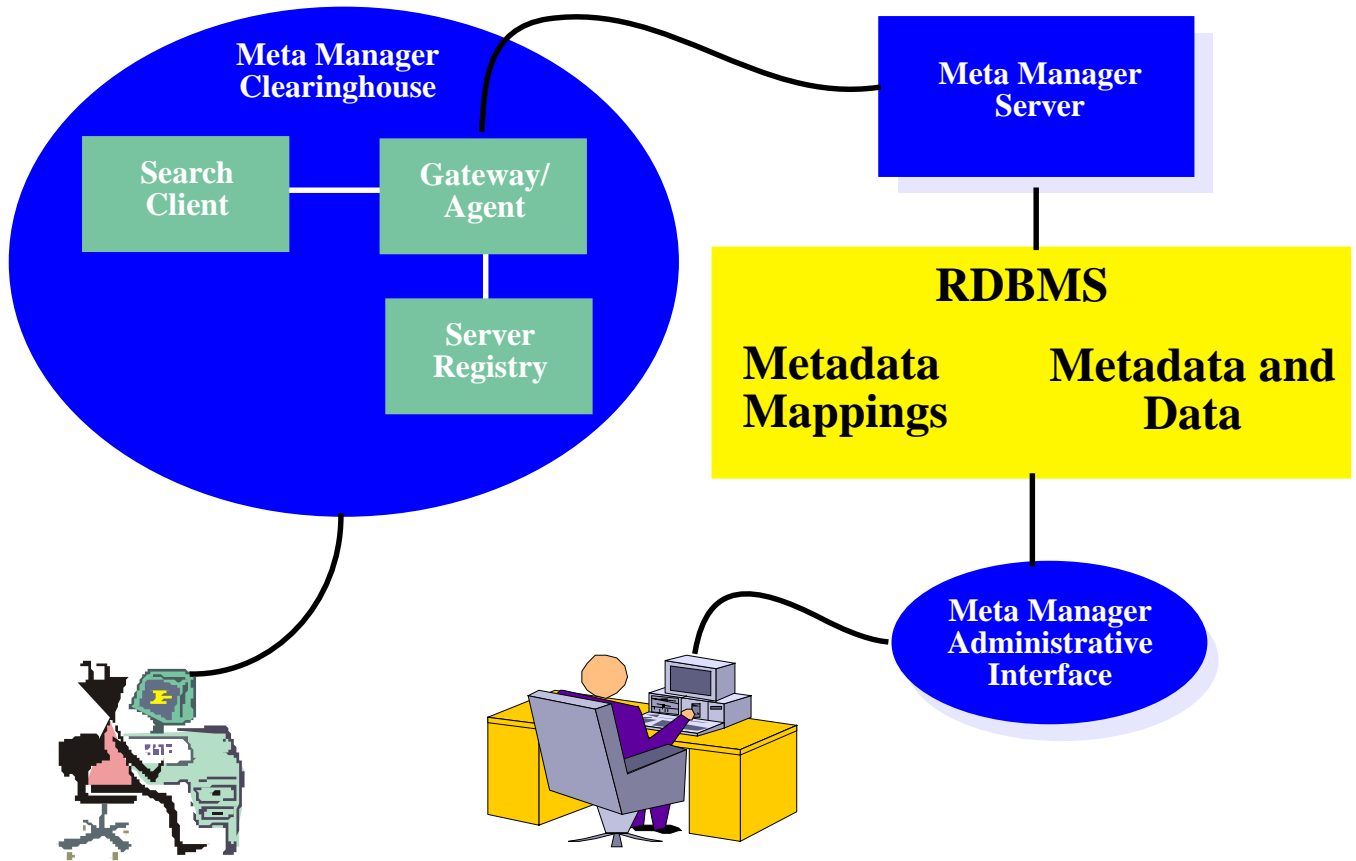 Meta Manager
Clearinghouse
Search
Client
Gateway/
Agent
Server
Registry
Meta Manager
Server
RDBMS
Metadata
Mappings
Metadata and
Data
Meta Manager
Administrative
Interface